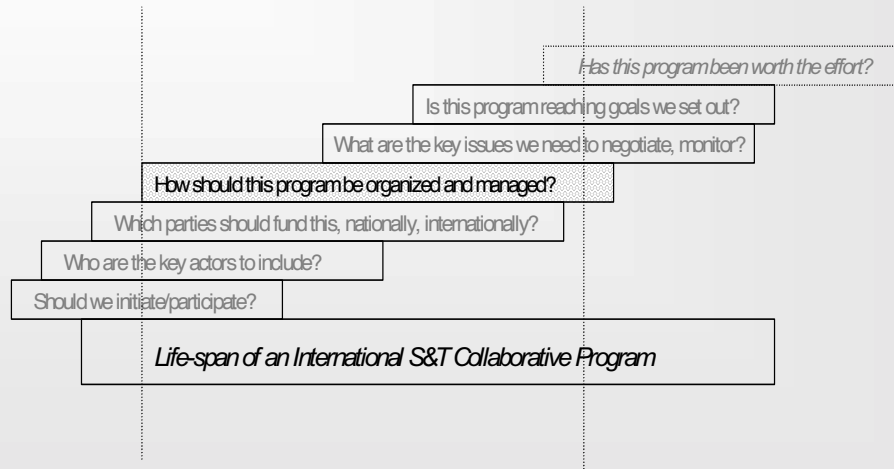 Has this program been worth the effort?
Is this program reaching goals we set out?
What are the key issues we need to negotiate, monitor?
How should this program be organized and managed?
Which parties should fund this, nationally, internationally?
Who are the key actors to include?
Should we initiate/participate?
Life-span of an International S&T Collaborative Program